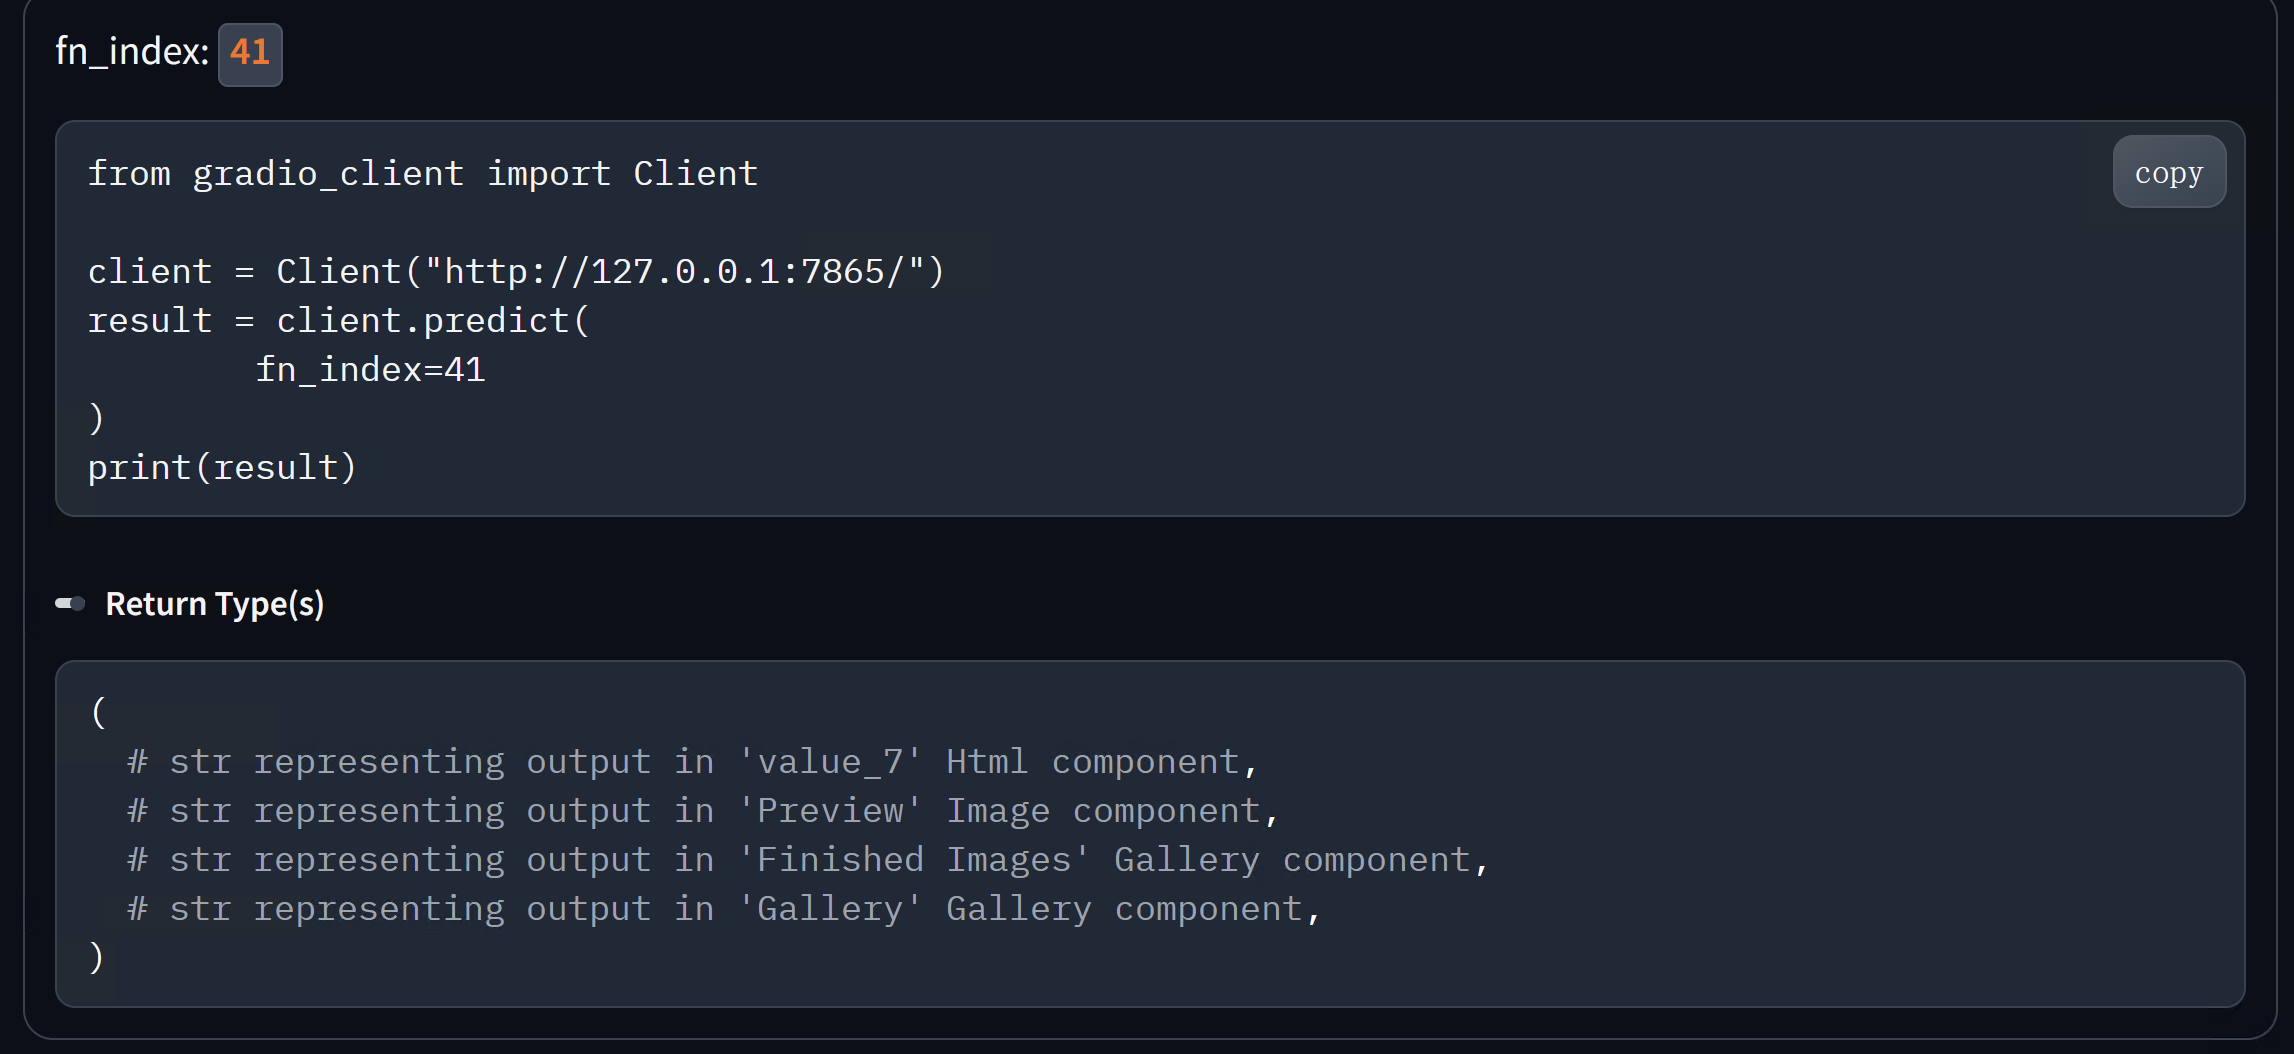 fn_index: 41
copy
from gradio_client import Client
client = Client("http://127.0.0.1:7865/")
result = client.predict(
fn_index=41
)
print(result)
Return Type(s)
(
# str representing output in 'value_7' Html component,
# str representing output in 'Preview' Image component,
# str representing output in 'Finished Images' Gallery component,
# str representing output in 'Gallery' Gallery component,
)